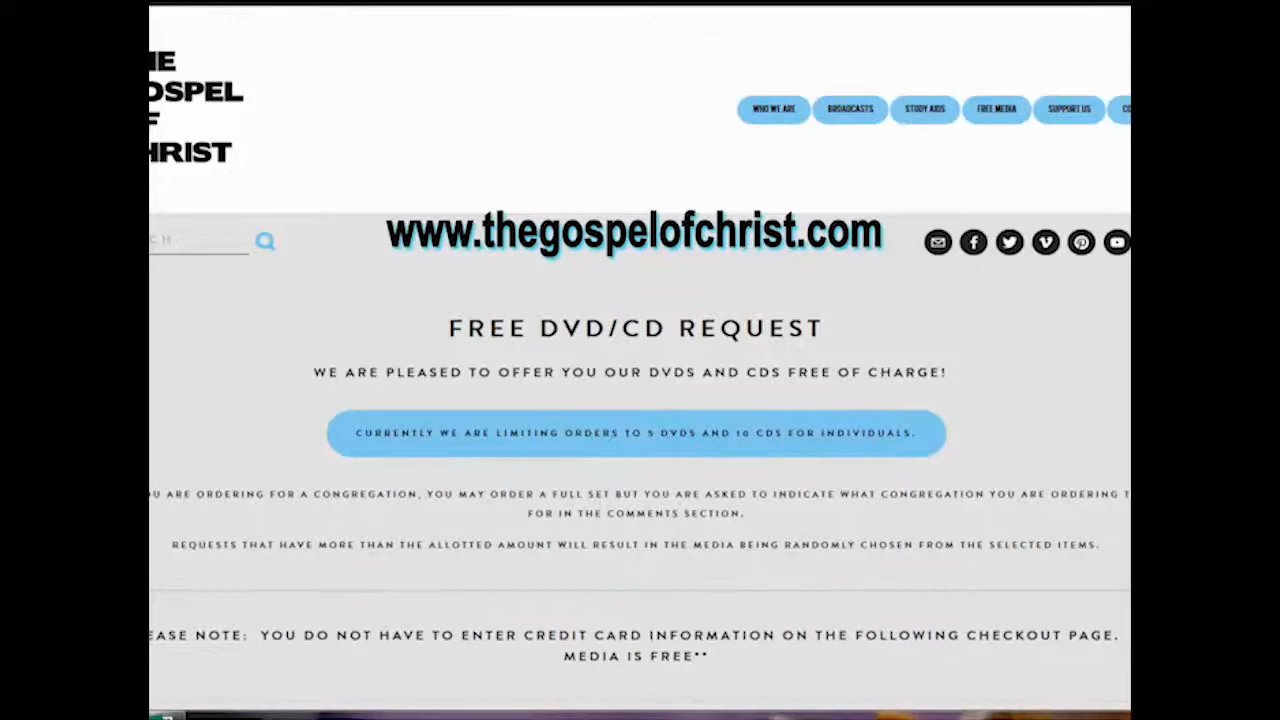 HE
OSPEL
F
HRIST
WHO WE ARE
BROADCASTS
STUDY AIDS
FREE MEDIA
SUPPORT US
CO
CH
www.thegospelofchrist.com
FREE DVD/CD REQUEST
WE ARE PLEASED TO OFFER YOU OUR DVDS AND CDS FREE OF CHARGE!
CURRENTLY WE ARE LIMITING ORDERS TO 5 DVDS AND 10 CDS FOR INDIVIDUALS.
OU ARE ORDERING FOR A CONGREGATION, YOU MAY ORDER A FULL SET BUT YOU ARE ASKED TO INDICATE WHAT CONGREGATION YOU ARE ORDERING T
FOR IN THE COMMENTS SECTION.
REQUESTS THAT HAVE MORE THAN THE ALLOTTED AMOUNT WILL RESULT IN THE MEDIA BEING RANDOMLY CHOSEN FROM THE SELECTED ITEMS.
EASE NOTE: YOU DO NOT HAVE TO ENTER CREDIT CARD INFORMATION ON THE FOLLOWING CHECKOUT PAGE.
MEDIA IS FREE**